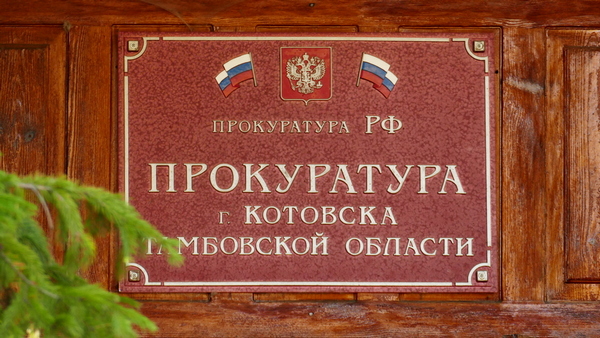 ПРОКУРАТУРА РФ
ПРОКУРАТУРА
г. КОТОВСКА
ТАМБОВСКОЙ ОБЛАСТИ